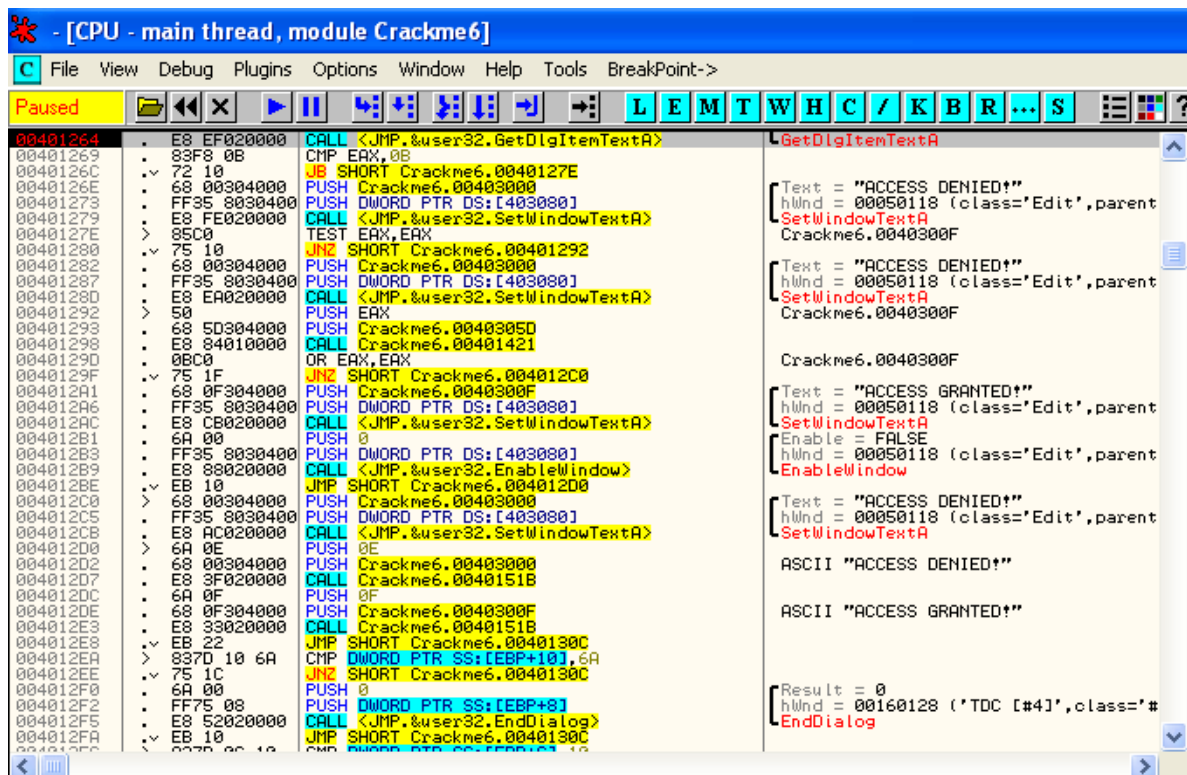 - [CPU - main thread, module Crackme6]
C File View Debug Plugins Options Window Help Tools BreakPoint->
Paused L E M T W H C / K B R ... S ?
00401264 . E8 EF020000 CALL <JMP.&user32.GetDlgItemTextA> GetDlgItemTextA
00401269 . 83F8 0B CMP EAX,0B
0040126C .v 72 10 JB SHORT Crackme6.0040127E
0040126E . 68 00304000 PUSH Crackme6.00403000 Text = "ACCESS DENIED!"
00401273 . FF35 80304000 PUSH DWORD PTR DS:[403080] hWnd = 00050118 (class='Edit',parent
00401279 . E8 FE020000 CALL <JMP.&user32.SetWindowTextA> SetWindowTextA
0040127E > 85C0 TEST EAX,EAX Crackme6.0040300F
00401280 .v 75 10 JNZ SHORT Crackme6.00401292
00401282 . 68 00304000 PUSH Crackme6.00403000 Text = "ACCESS DENIED!"
00401287 . FF35 80304000 PUSH DWORD PTR DS:[403080] hWnd = 00050118 (class='Edit',parent
0040128D . E8 EA020000 CALL <JMP.&user32.SetWindowTextA> SetWindowTextA
00401292 > 50 PUSH EAX Crackme6.0040300F
00401293 . 68 5D304000 PUSH Crackme6.0040305D
00401298 . E8 84010000 CALL Crackme6.00401421
0040129D . 0BC0 OR EAX,EAX Crackme6.0040300F
0040129F .v 75 1F JNZ SHORT Crackme6.004012C0
004012A1 . 68 0F304000 PUSH Crackme6.0040300F Text = "ACCESS GRANTED!"
004012A6 . FF35 80304000 PUSH DWORD PTR DS:[403080] hWnd = 00050118 (class='Edit',parent
004012AC . E8 CB020000 CALL <JMP.&user32.SetWindowTextA> SetWindowTextA
004012B1 . 6A 00 PUSH 0 Enable = FALSE
004012B3 . FF35 80304000 PUSH DWORD PTR DS:[403080] hWnd = 00050118 (class='Edit',parent
004012B9 . E8 88020000 CALL <JMP.&user32.EnableWindow> EnableWindow
004012BE .v EB 10 JMP SHORT Crackme6.004012D0
004012C0 > 68 00304000 PUSH Crackme6.00403000 Text = "ACCESS DENIED!"
004012C5 . FF35 80304000 PUSH DWORD PTR DS:[403080] hWnd = 00050118 (class='Edit',parent
004012CB . E8 AC020000 CALL <JMP.&user32.SetWindowTextA> SetWindowTextA
004012D0 > 6A 0E PUSH 0E
004012D2 . 68 00304000 PUSH Crackme6.00403000 ASCII "ACCESS DENIED!"
004012D7 . E8 3F020000 CALL Crackme6.0040151B
004012DC . 6A 0F PUSH 0F
004012DE . 68 0F304000 PUSH Crackme6.0040300F ASCII "ACCESS GRANTED!"
004012E3 . E8 33020000 CALL Crackme6.0040151B
004012E8 .v EB 22 JMP SHORT Crackme6.0040130C
004012EA > 837D 10 6A CMP DWORD PTR SS:[EBP+10],6A
004012EE .v 75 1C JNZ SHORT Crackme6.0040130C
004012F0 . 6A 00 PUSH 0 Result = 0
004012F2 . FF75 08 PUSH DWORD PTR SS:[EBP+8] hWnd = 00160128 ('TDC [#4]',class='#
004012F5 . E8 52020000 CALL <JMP.&user32.EndDialog> EndDialog
004012FA .v EB 10 JMP SHORT Crackme6.0040130C